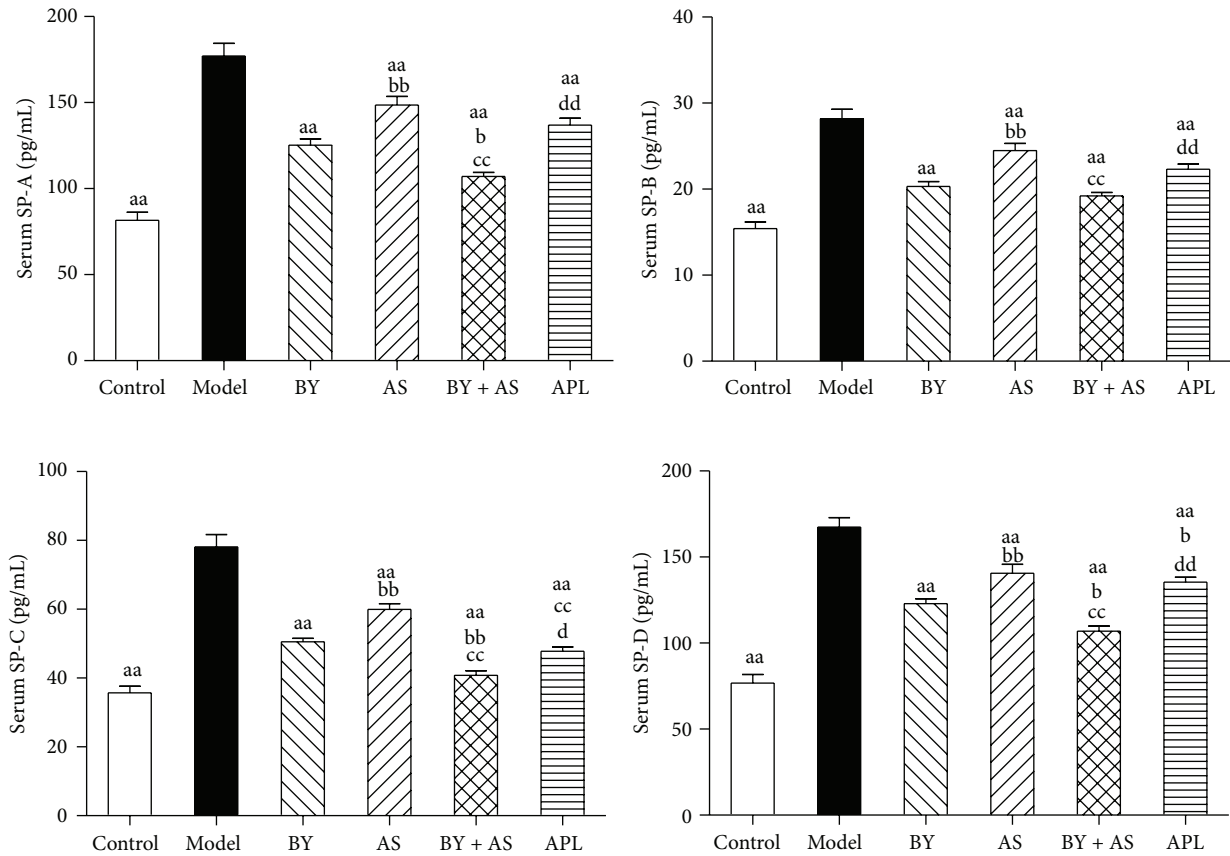 200
150
100
50
0
Serum SP-A (pg/mL)
aa
aa
aa
bb
aa
b
cc
aa
dd
Control Model BY AS BY + AS APL
40
30
20
10
0
Serum SP-B (pg/mL)
aa
aa
aa
bb
aa
cc
aa
dd
Control Model BY AS BY + AS APL
100
80
60
40
20
0
Serum SP-C (pg/mL)
aa
aa
aa
bb
aa
bb
cc
aa
cc
d
Control Model BY AS BY + AS APL
200
150
100
50
0
Serum SP-D (pg/mL)
aa
aa
aa
bb
aa
b
cc
aa
b
dd
Control Model BY AS BY + AS APL